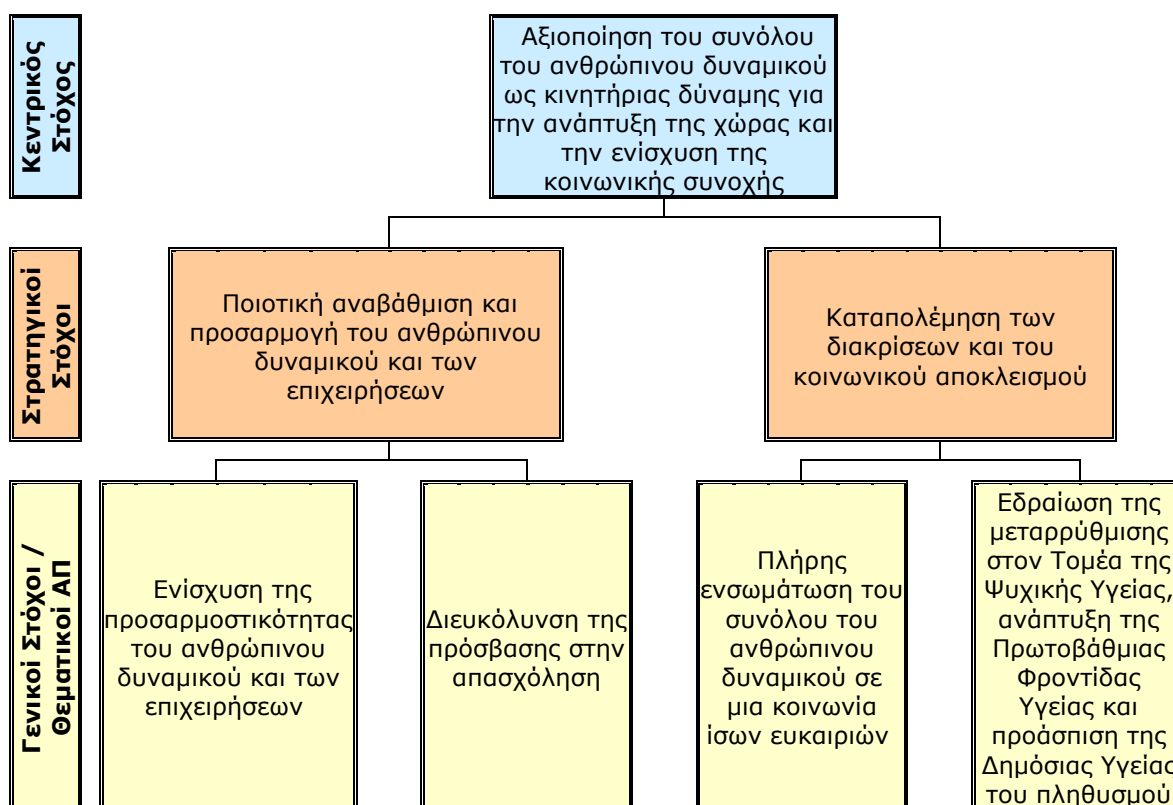 Κεντρικός
Στόχος
Αξιοποίηση του συνόλου
του ανθρώπινου δυναμικού
ως κινητήριας δύναμης για
την ανάπτυξη της χώρας και
την ενίσχυση της
κοινωνικής συνοχής
Στρατηγικοί
Στόχοι
Ποιοτική αναβάθμιση και
προσαρμογή του ανθρώπινου
δυναμικού και των
επιχειρήσεων
Καταπολέμηση των
διακρίσεων και του
κοινωνικού αποκλεισμού
Γενικοί Στόχοι /
Θεματικοί ΑΠ
Ενίσχυση της
προσαρμοστικότητας
του ανθρώπινου
δυναμικού και των
επιχειρήσεων
Διευκόλυνση της
πρόσβασης στην
απασχόληση
Πλήρης
ενσωμάτωση του
συνόλου του
ανθρώπινου
δυναμικού σε
μια κοινωνία
ίσων ευκαιριών
Εδραίωση της
μεταρρύθμισης
στον Τομέα της
Ψυχικής Υγείας,
ανάπτυξη της
Πρωτοβάθμιας
Φροντίδας
Υγείας και
προάσπιση της
Δημόσιας Υγείας
του πληθυσμού